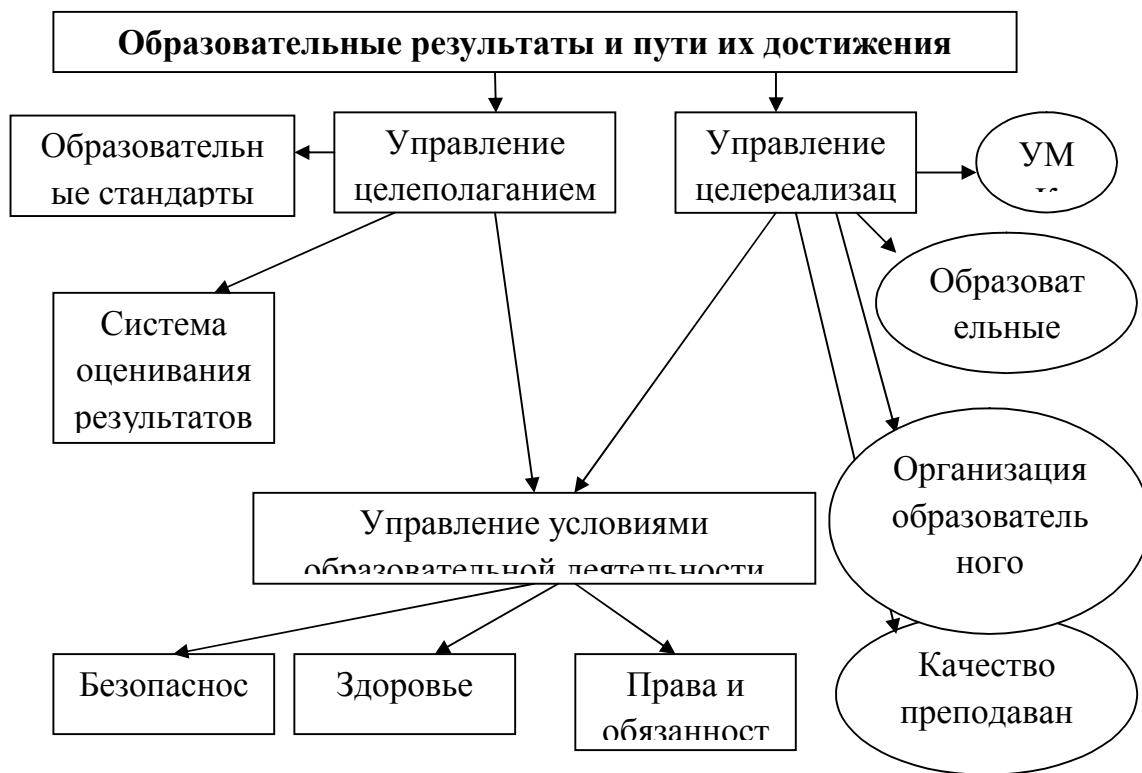 Образовательные результаты и пути их достижения
Образовательн
ые стандарты
Управление
целеполаганием
Управление
целереализац
УМ
К
Образоват
ельные
Система
оценивания
результатов
Организация
образователь
ного
Управление условиями
образовательной деятельности
Безопаснос
Здоровье
Права и
обязанност
Качество
преподаван